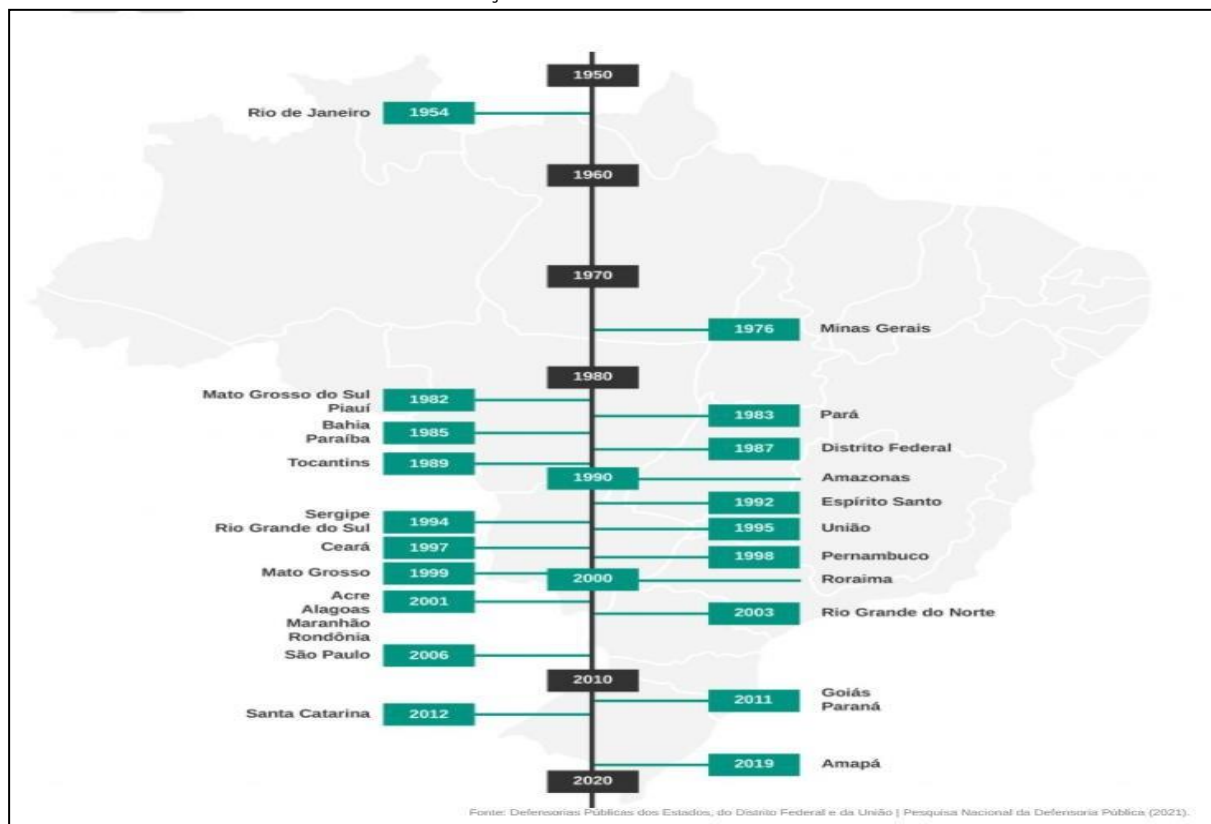 1950
Rio de Janeiro 1954
1960
1970
1976 Minas Gerais
1980
Mato Grosso do Sul
Piauí
1982
1983 Pará
Bahia
Paraíba
1985
1987 Distrito Federal
Tocantins 1989
1990 Amazonas
1992 Espírito Santo
Sergipe
Rio Grande do Sul
1994
1995 União
Ceará 1997
1998 Pernambuco
Mato Grosso 1999
2000 Roraima
Acre
Alagoas
Maranhão
Rondônia
2001
2003 Rio Grande do Norte
São Paulo 2006
2010
2011
Goiás
Paraná
Santa Catarina 2012
2019 Amapá
2020
Fonte: Defensorias Públicas dos Estados, do Distrito Federal e da União | Pesquisa Nacional da Defensoria Pública (2021).